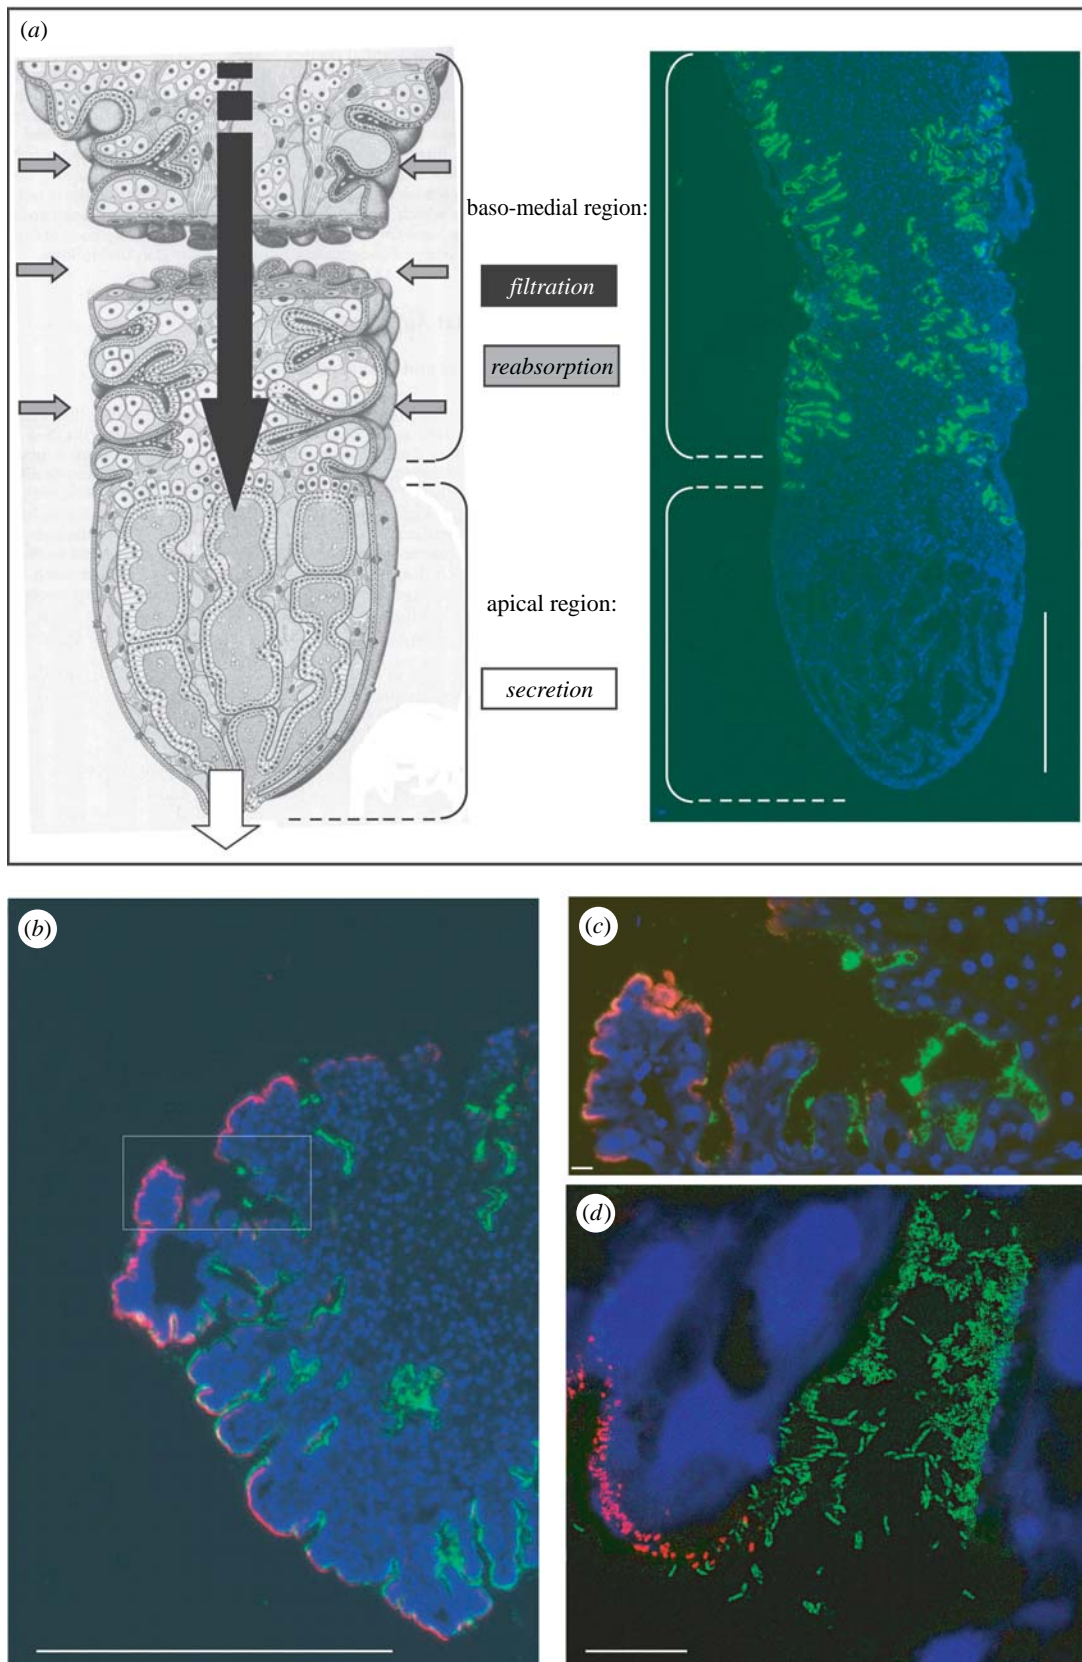 (a)
baso-medial region:
filtration
reabsorption
apical region:
secretion
(b)
(c)
(d)